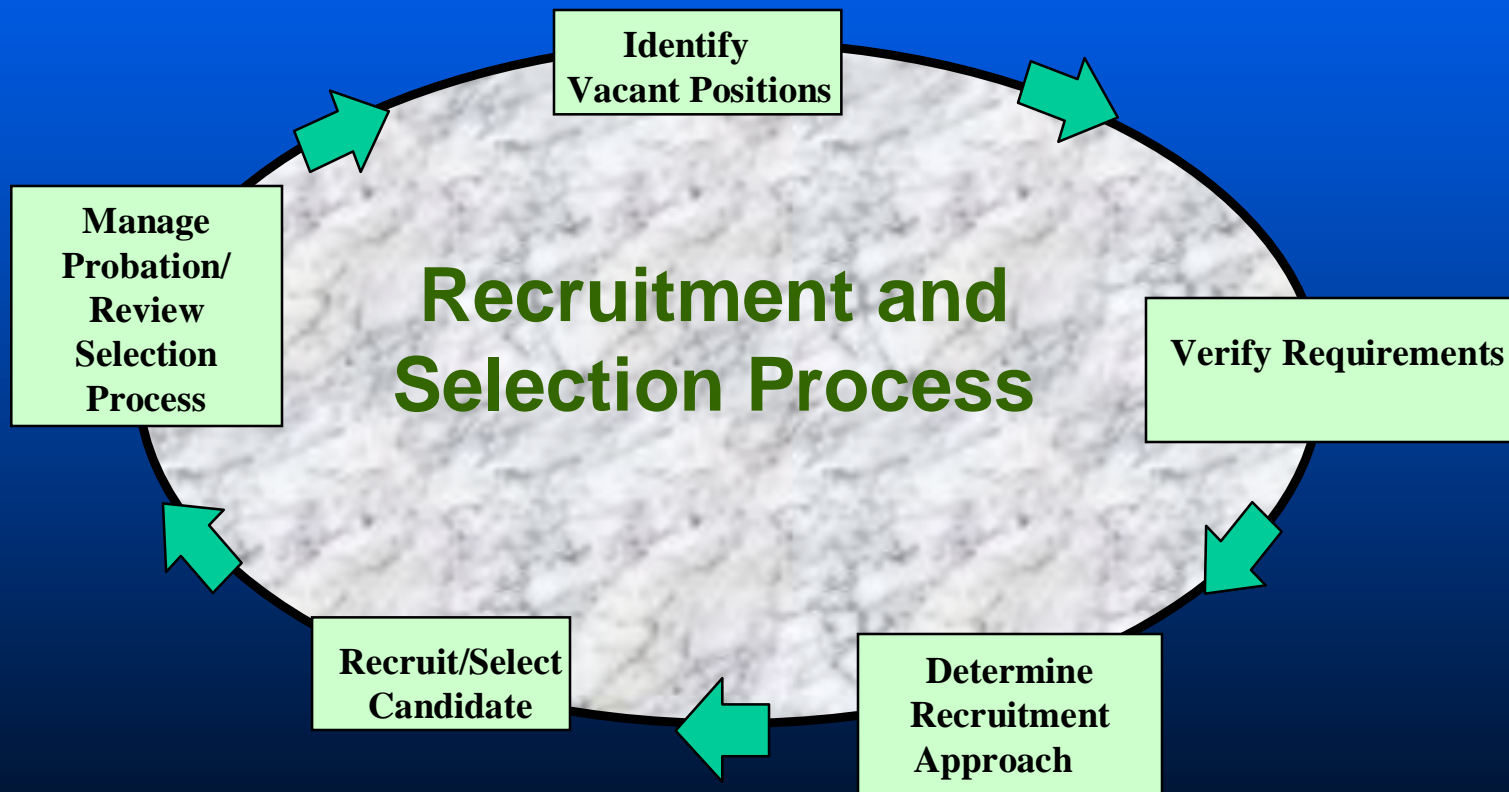 Identify
Vacant Positions
Manage
Probation/
Review
Selection
Process
Recruitment and
Selection Process
Verify Requirements
Recruit/Select
Candidate
Determine
Recruitment
Approach